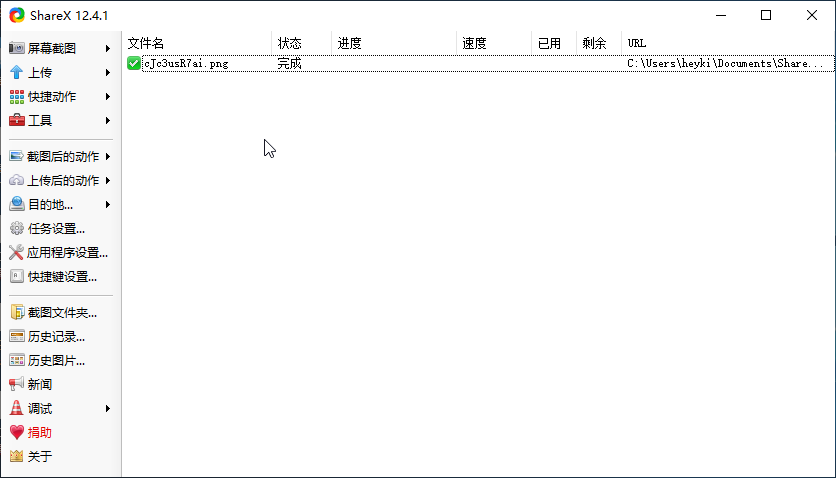 ShareX 12.4.1
屏幕截图
上传
快捷动作
工具
截图后的动作
上传后的动作
目的地...
任务设置...
应用程序设置...
快捷键设置...
截图文件夹...
历史记录...
历史图片...
新闻
调试
捐助
关于
文件名 状态 进度 速度 已用 剩余 URL
cJc3usR7ai.png 完成 C:\Users\heyki\Documents\Share...